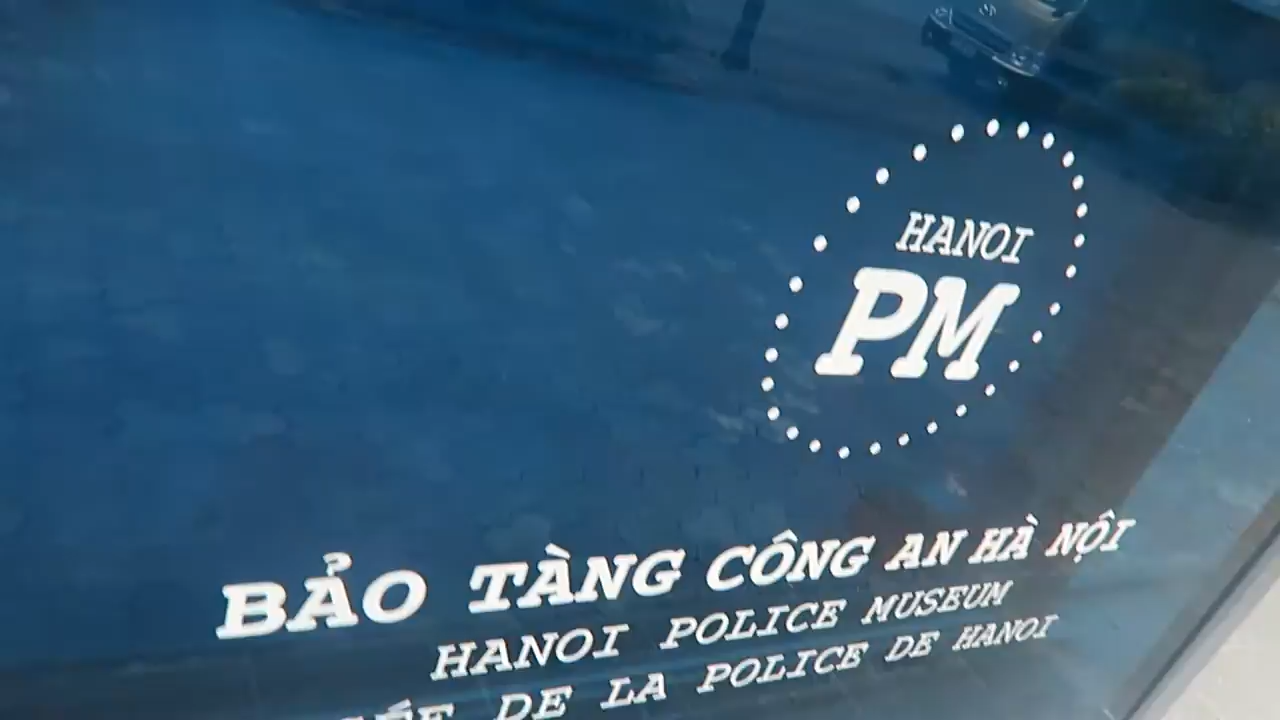 HANOI
PM
BẢO TÀNG CÔNG AN HÀ NỘI
HANOI POLICE MUSEUM
DE LA POLICE DE HANOI